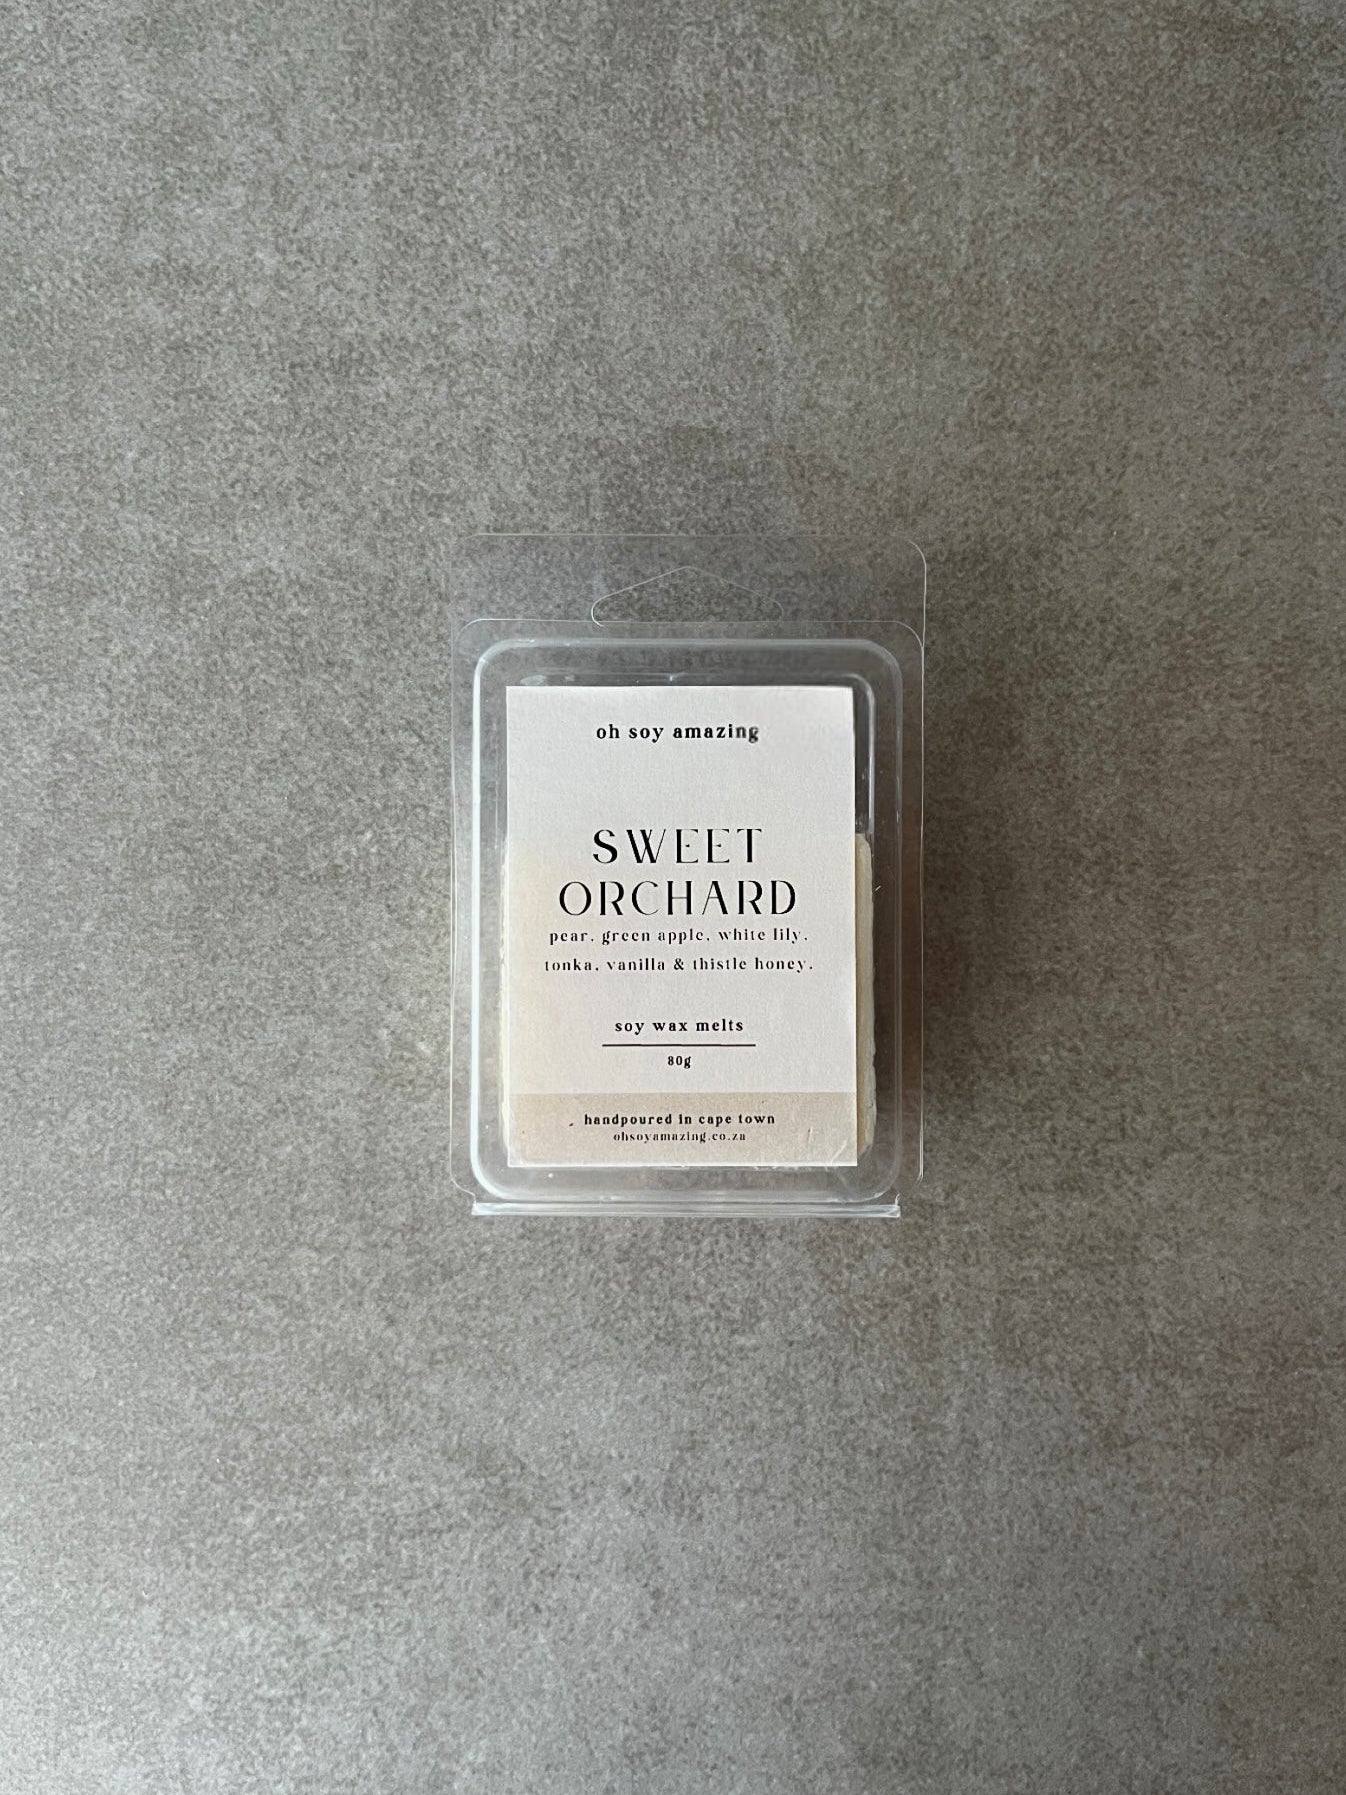 oh soy amazing
SWEET
ORCHARD
pear, green apple, white lily,
tonka, vanilla & thistle honey.
soy wax melts
80g
handpoured in cape town
ohsoyamazing.co.za